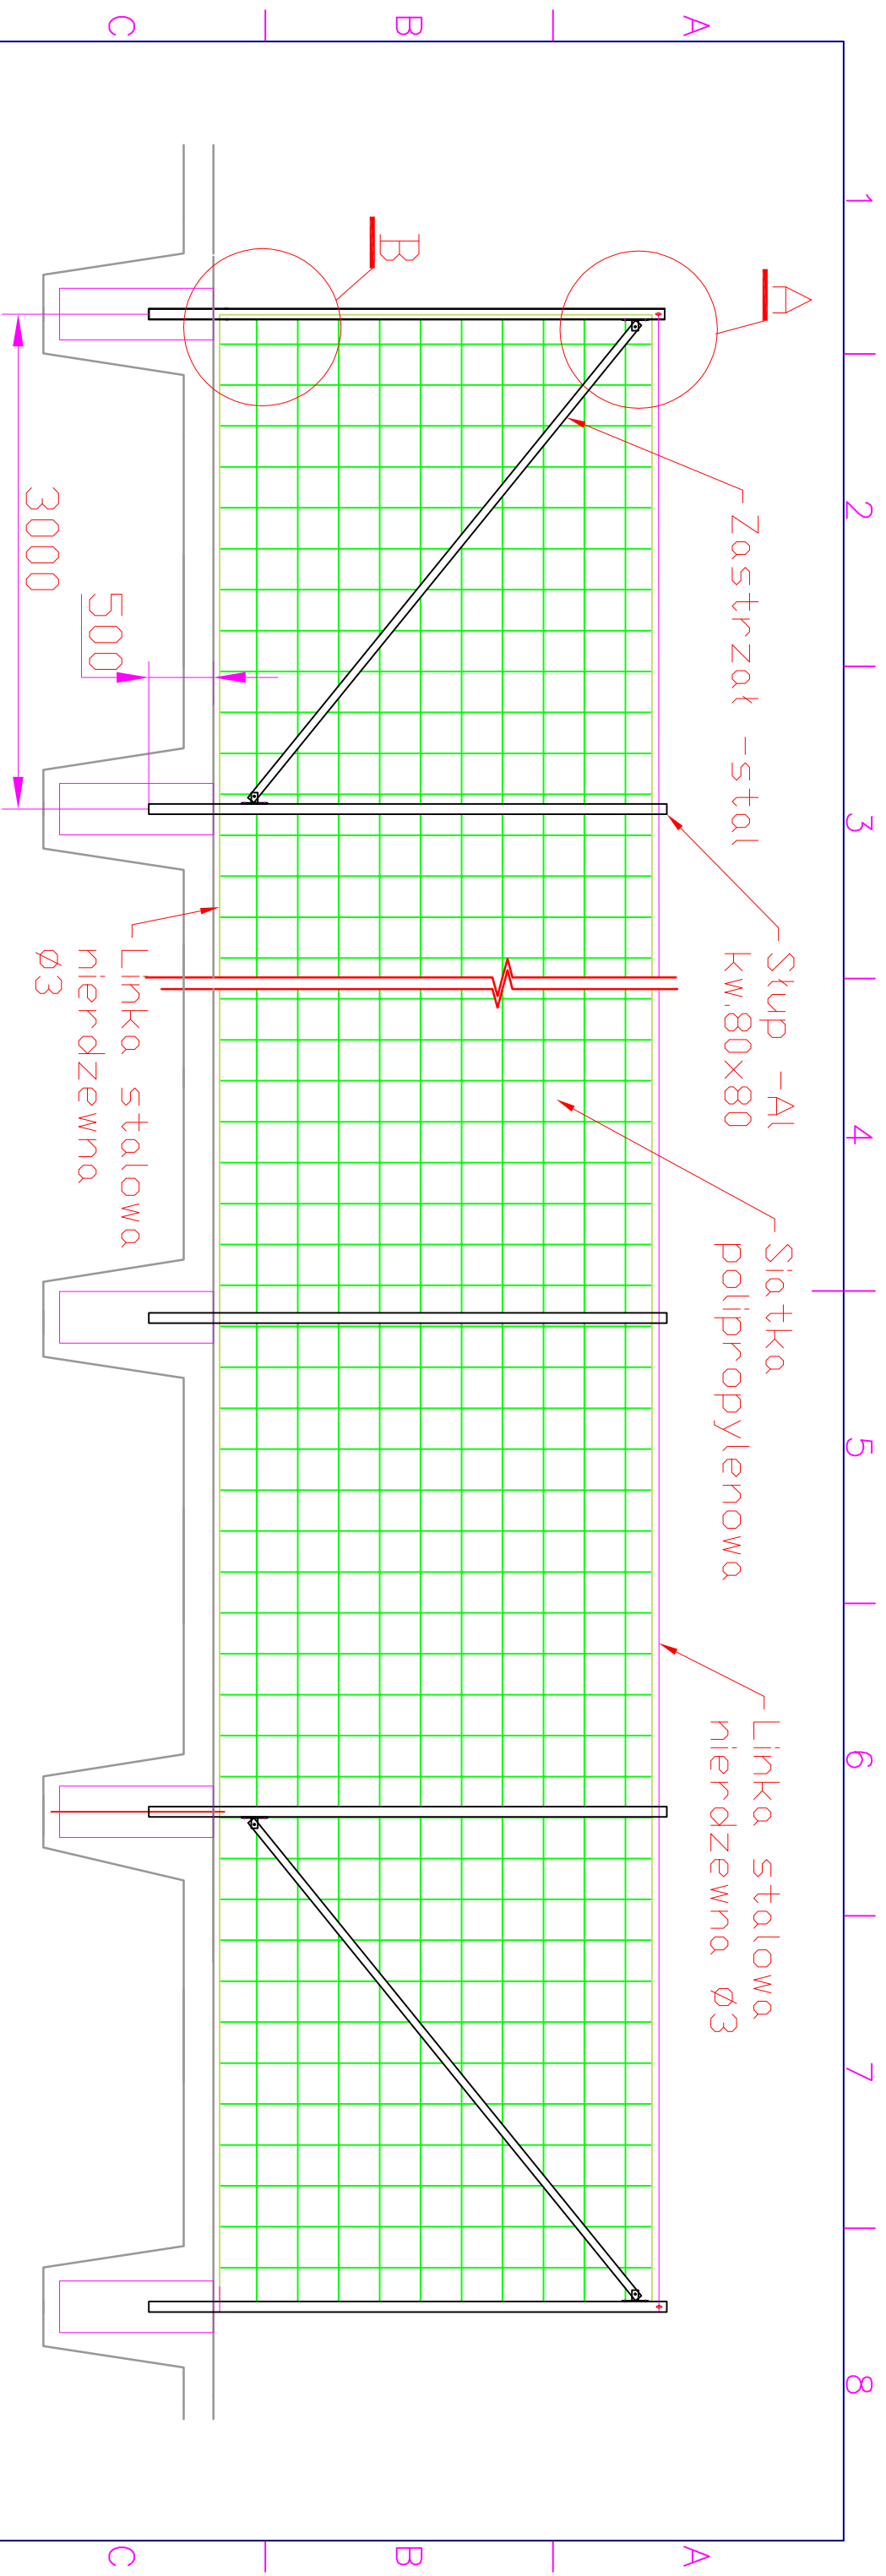 1
2
3
4
5
6
7
8
A
B
C
A
B
C
A
B
Zastrzał -stal
Słup -Al
kw.80x80
Siatka
polipropylenowa
Linka stalowa
nierdzewna ø3
Linka stalowa
nierdzewna
ø3
500
3000